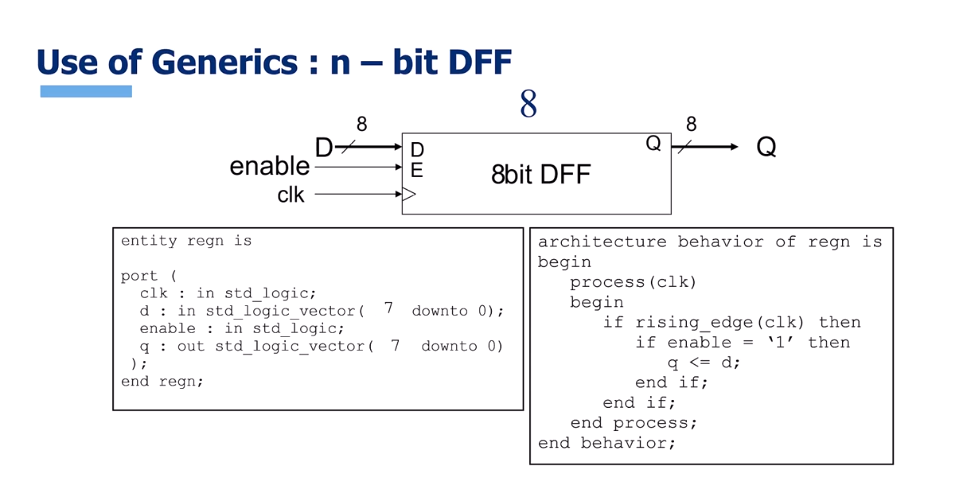 Use of Generics : n – bit DFF
8
8
8
D
D
Q
Q
enable
E
8bit DFF
clk
entity regn is
port (
clk : in std_logic;
d : in std_logic_vector( 7 downto 0);
enable : in std_logic;
q : out std_logic_vector( 7 downto 0)
);
end regn;
architecture behavior of regn is
begin
process(clk)
begin
if rising_edge(clk) then
if enable = ‘1’ then
q <= d;
end if;
end if;
end process;
end behavior;